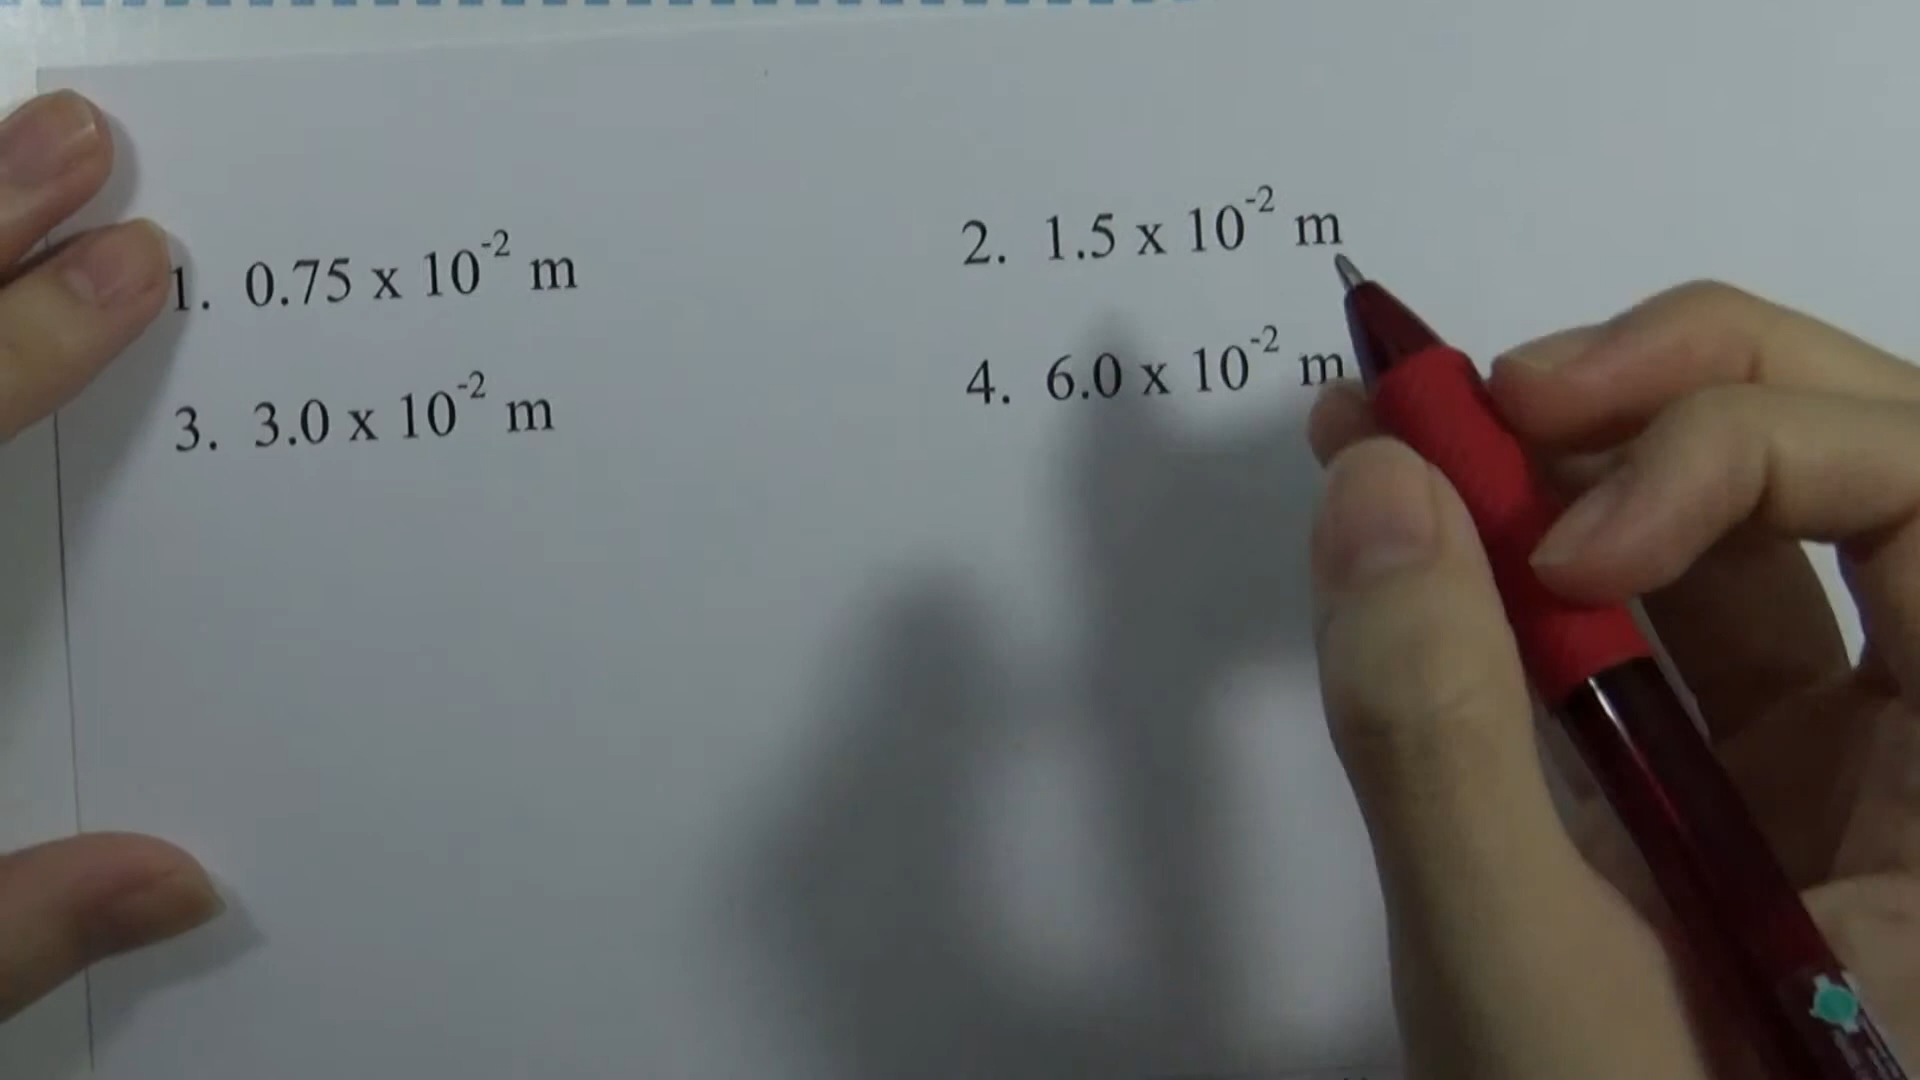 1. 0.75 x 10⁻² m
2. 1.5 x 10⁻² m
3. 3.0 x 10⁻² m
4. 6.0 x 10⁻² m